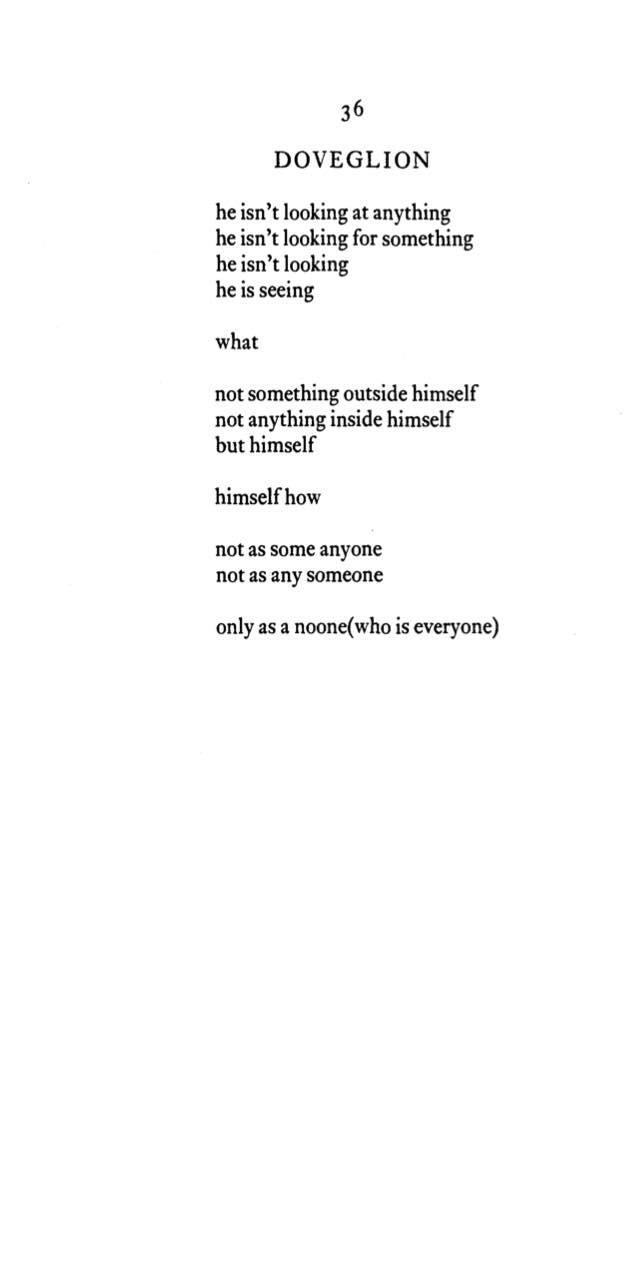 36
DOVEGLION
he isn’t looking at anything
he isn’t looking for something
he isn’t looking
he is seeing
what
not something outside himself
not anything inside himself
but himself
himself how
not as some anyone
not as any someone
only as a noone(who is everyone)